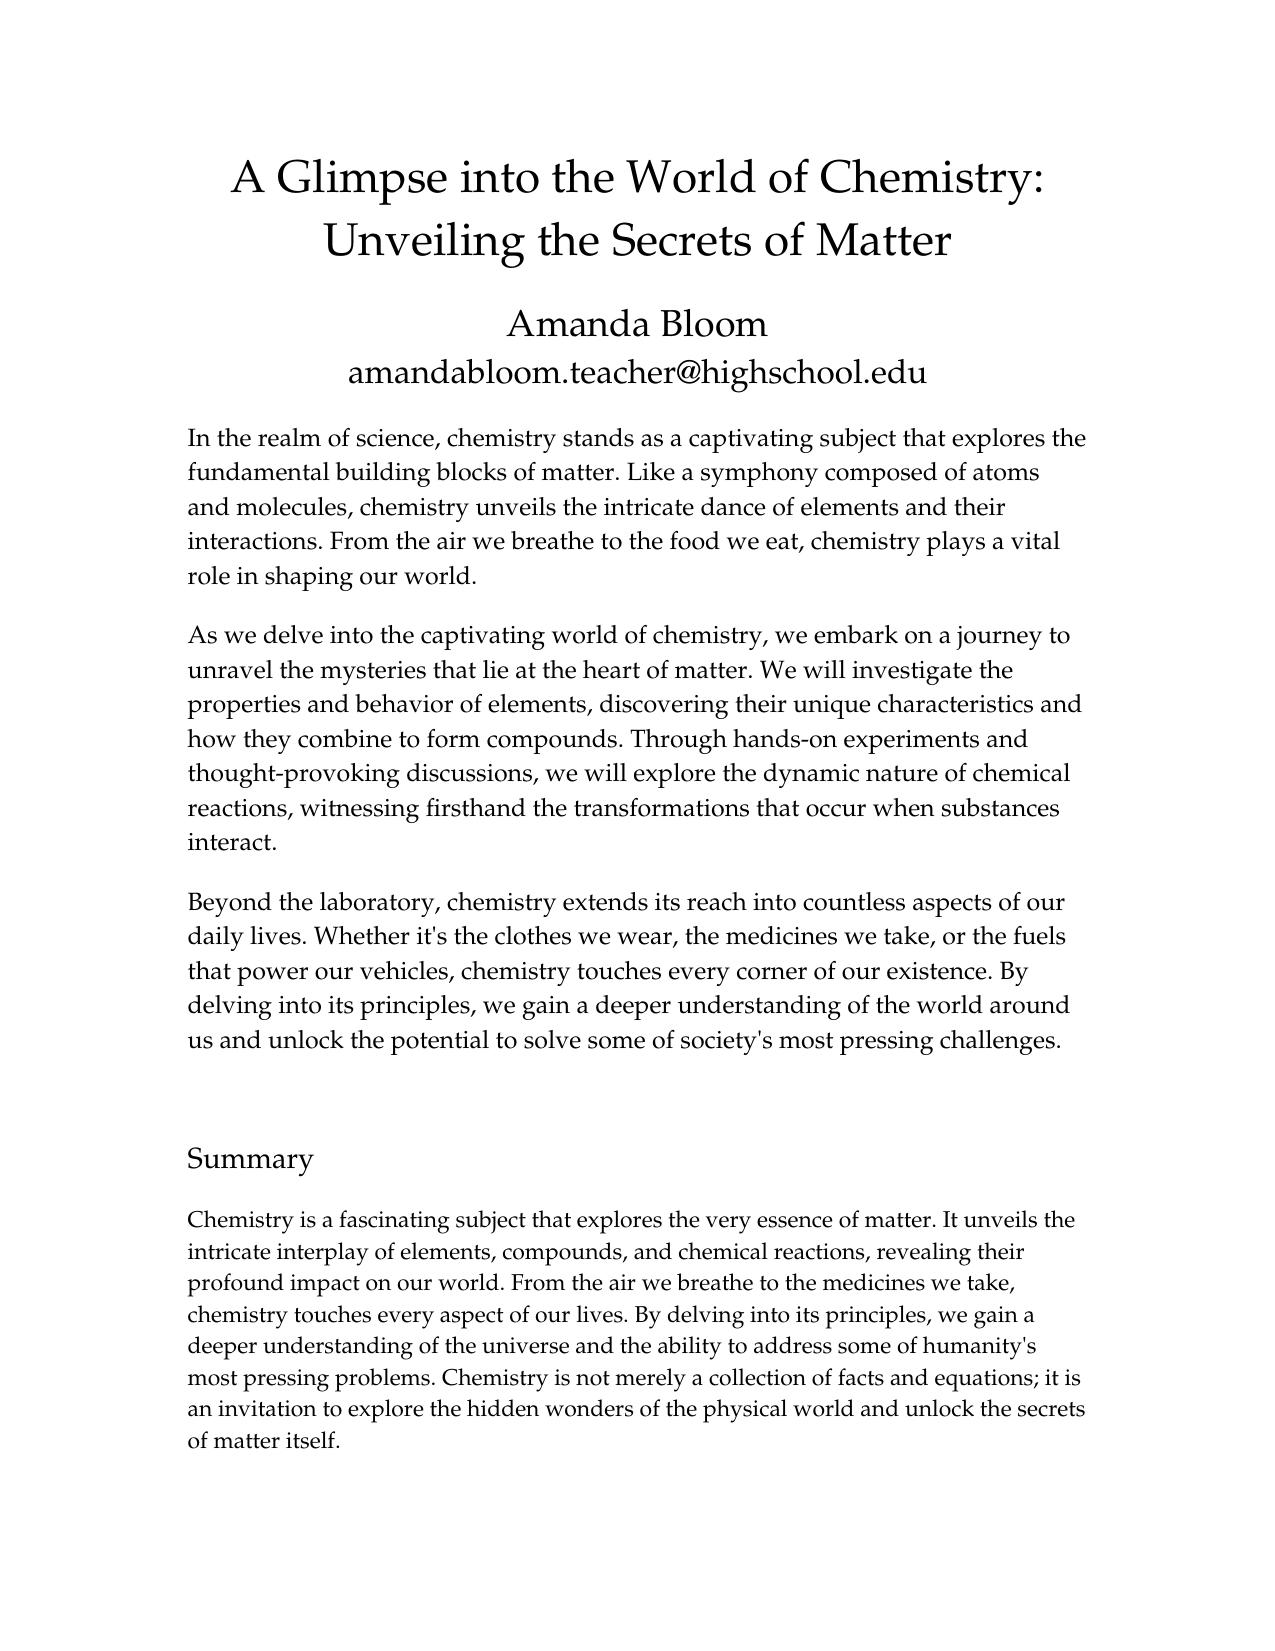 A Glimpse into the World of Chemistry:
Unveiling the Secrets of Matter
Amanda Bloom
amandabloom.teacher@highschool.edu
In the realm of science, chemistry stands as a captivating subject that explores the
fundamental building blocks of matter. Like a symphony composed of atoms
and molecules, chemistry unveils the intricate dance of elements and their
interactions. From the air we breathe to the food we eat, chemistry plays a vital
role in shaping our world.
As we delve into the captivating world of chemistry, we embark on a journey to
unravel the mysteries that lie at the heart of matter. We will investigate the
properties and behavior of elements, discovering their unique characteristics and
how they combine to form compounds. Through hands-on experiments and
thought-provoking discussions, we will explore the dynamic nature of chemical
reactions, witnessing firsthand the transformations that occur when substances
interact.
Beyond the laboratory, chemistry extends its reach into countless aspects of our
daily lives. Whether it's the clothes we wear, the medicines we take, or the fuels
that power our vehicles, chemistry touches every corner of our existence. By
delving into its principles, we gain a deeper understanding of the world around
us and unlock the potential to solve some of society's most pressing challenges.
Summary
Chemistry is a fascinating subject that explores the very essence of matter. It unveils the
intricate interplay of elements, compounds, and chemical reactions, revealing their
profound impact on our world. From the air we breathe to the medicines we take,
chemistry touches every aspect of our lives. By delving into its principles, we gain a
deeper understanding of the universe and the ability to address some of humanity's
most pressing problems. Chemistry is not merely a collection of facts and equations; it is
an invitation to explore the hidden wonders of the physical world and unlock the secrets
of matter itself.